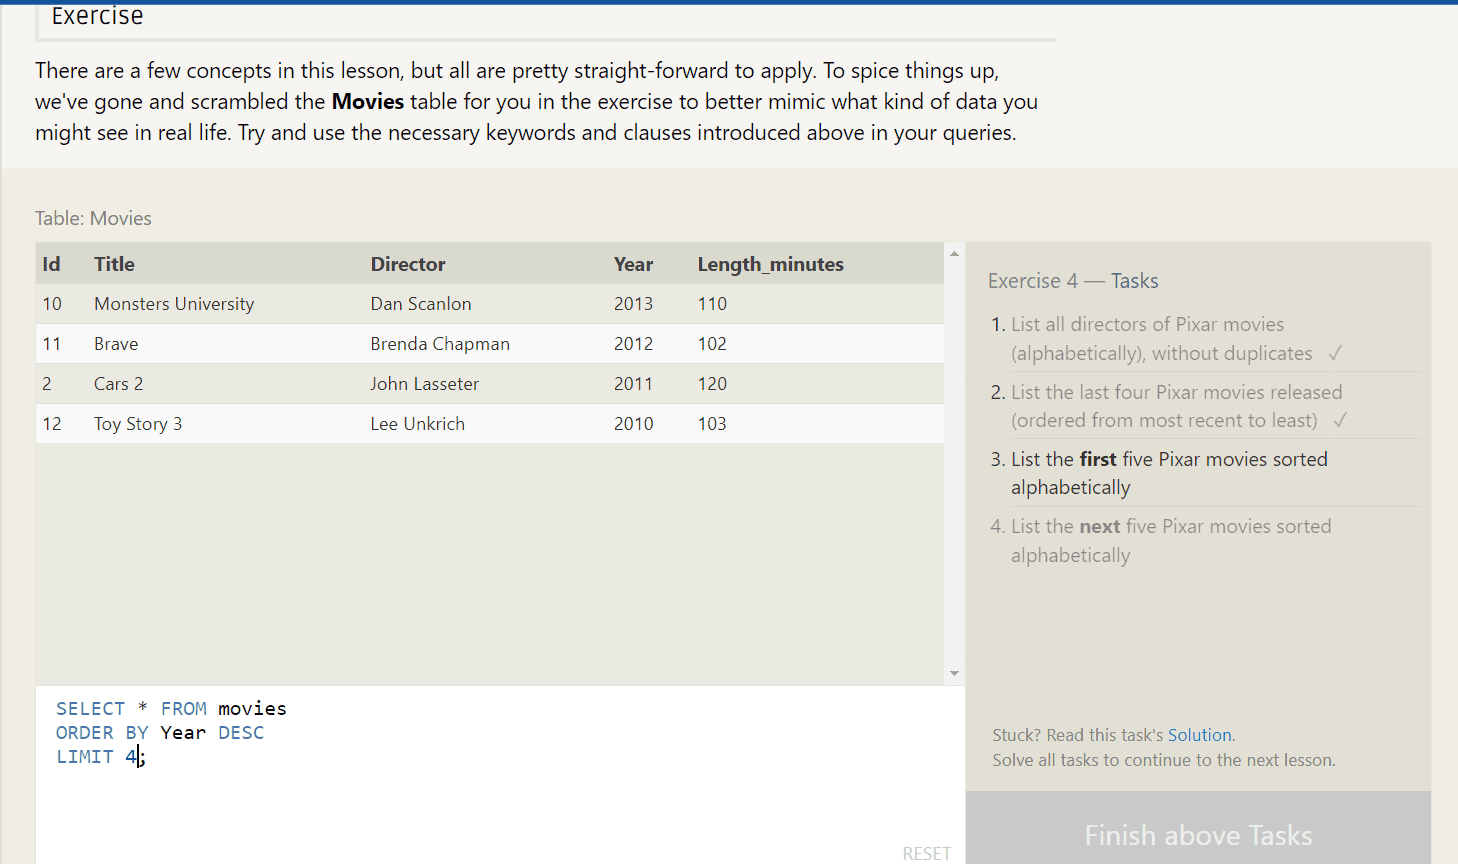 Exercise
There are a few concepts in this lesson, but all are pretty straight-forward to apply. To spice things up,
we've gone and scrambled the Movies table for you in the exercise to better mimic what kind of data you
might see in real life. Try and use the necessary keywords and clauses introduced above in your queries.
Table: Movies
Id Title Director Year Length_minutes
10 Monsters University Dan Scanlon 2013 110
11 Brave Brenda Chapman 2012 102
2 Cars 2 John Lasseter 2011 120
12 Toy Story 3 Lee Unkrich 2010 103
SELECT * FROM movies
ORDER BY Year DESC
LIMIT 4;
RESET
Exercise 4 — Tasks
1. List all directors of Pixar movies
(alphabetically), without duplicates ✓
2. List the last four Pixar movies released
(ordered from most recent to least) ✓
3. List the first five Pixar movies sorted
alphabetically
4. List the next five Pixar movies sorted
alphabetically
Stuck? Read this task's Solution.
Solve all tasks to continue to the next lesson.
Finish above Tasks